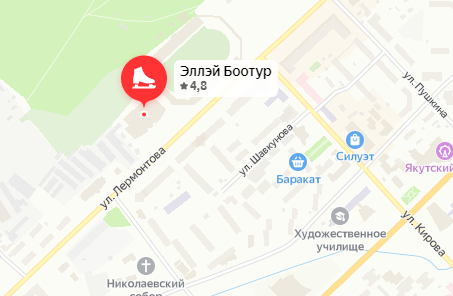 Эллэй Боотур
4,8
ул. Пушкина
ул. Лермонтова
ул. Шавкунова
Силуэт
Баракат
Якутский
Художественное
училище
ул. Кирова
Николаевский
собор